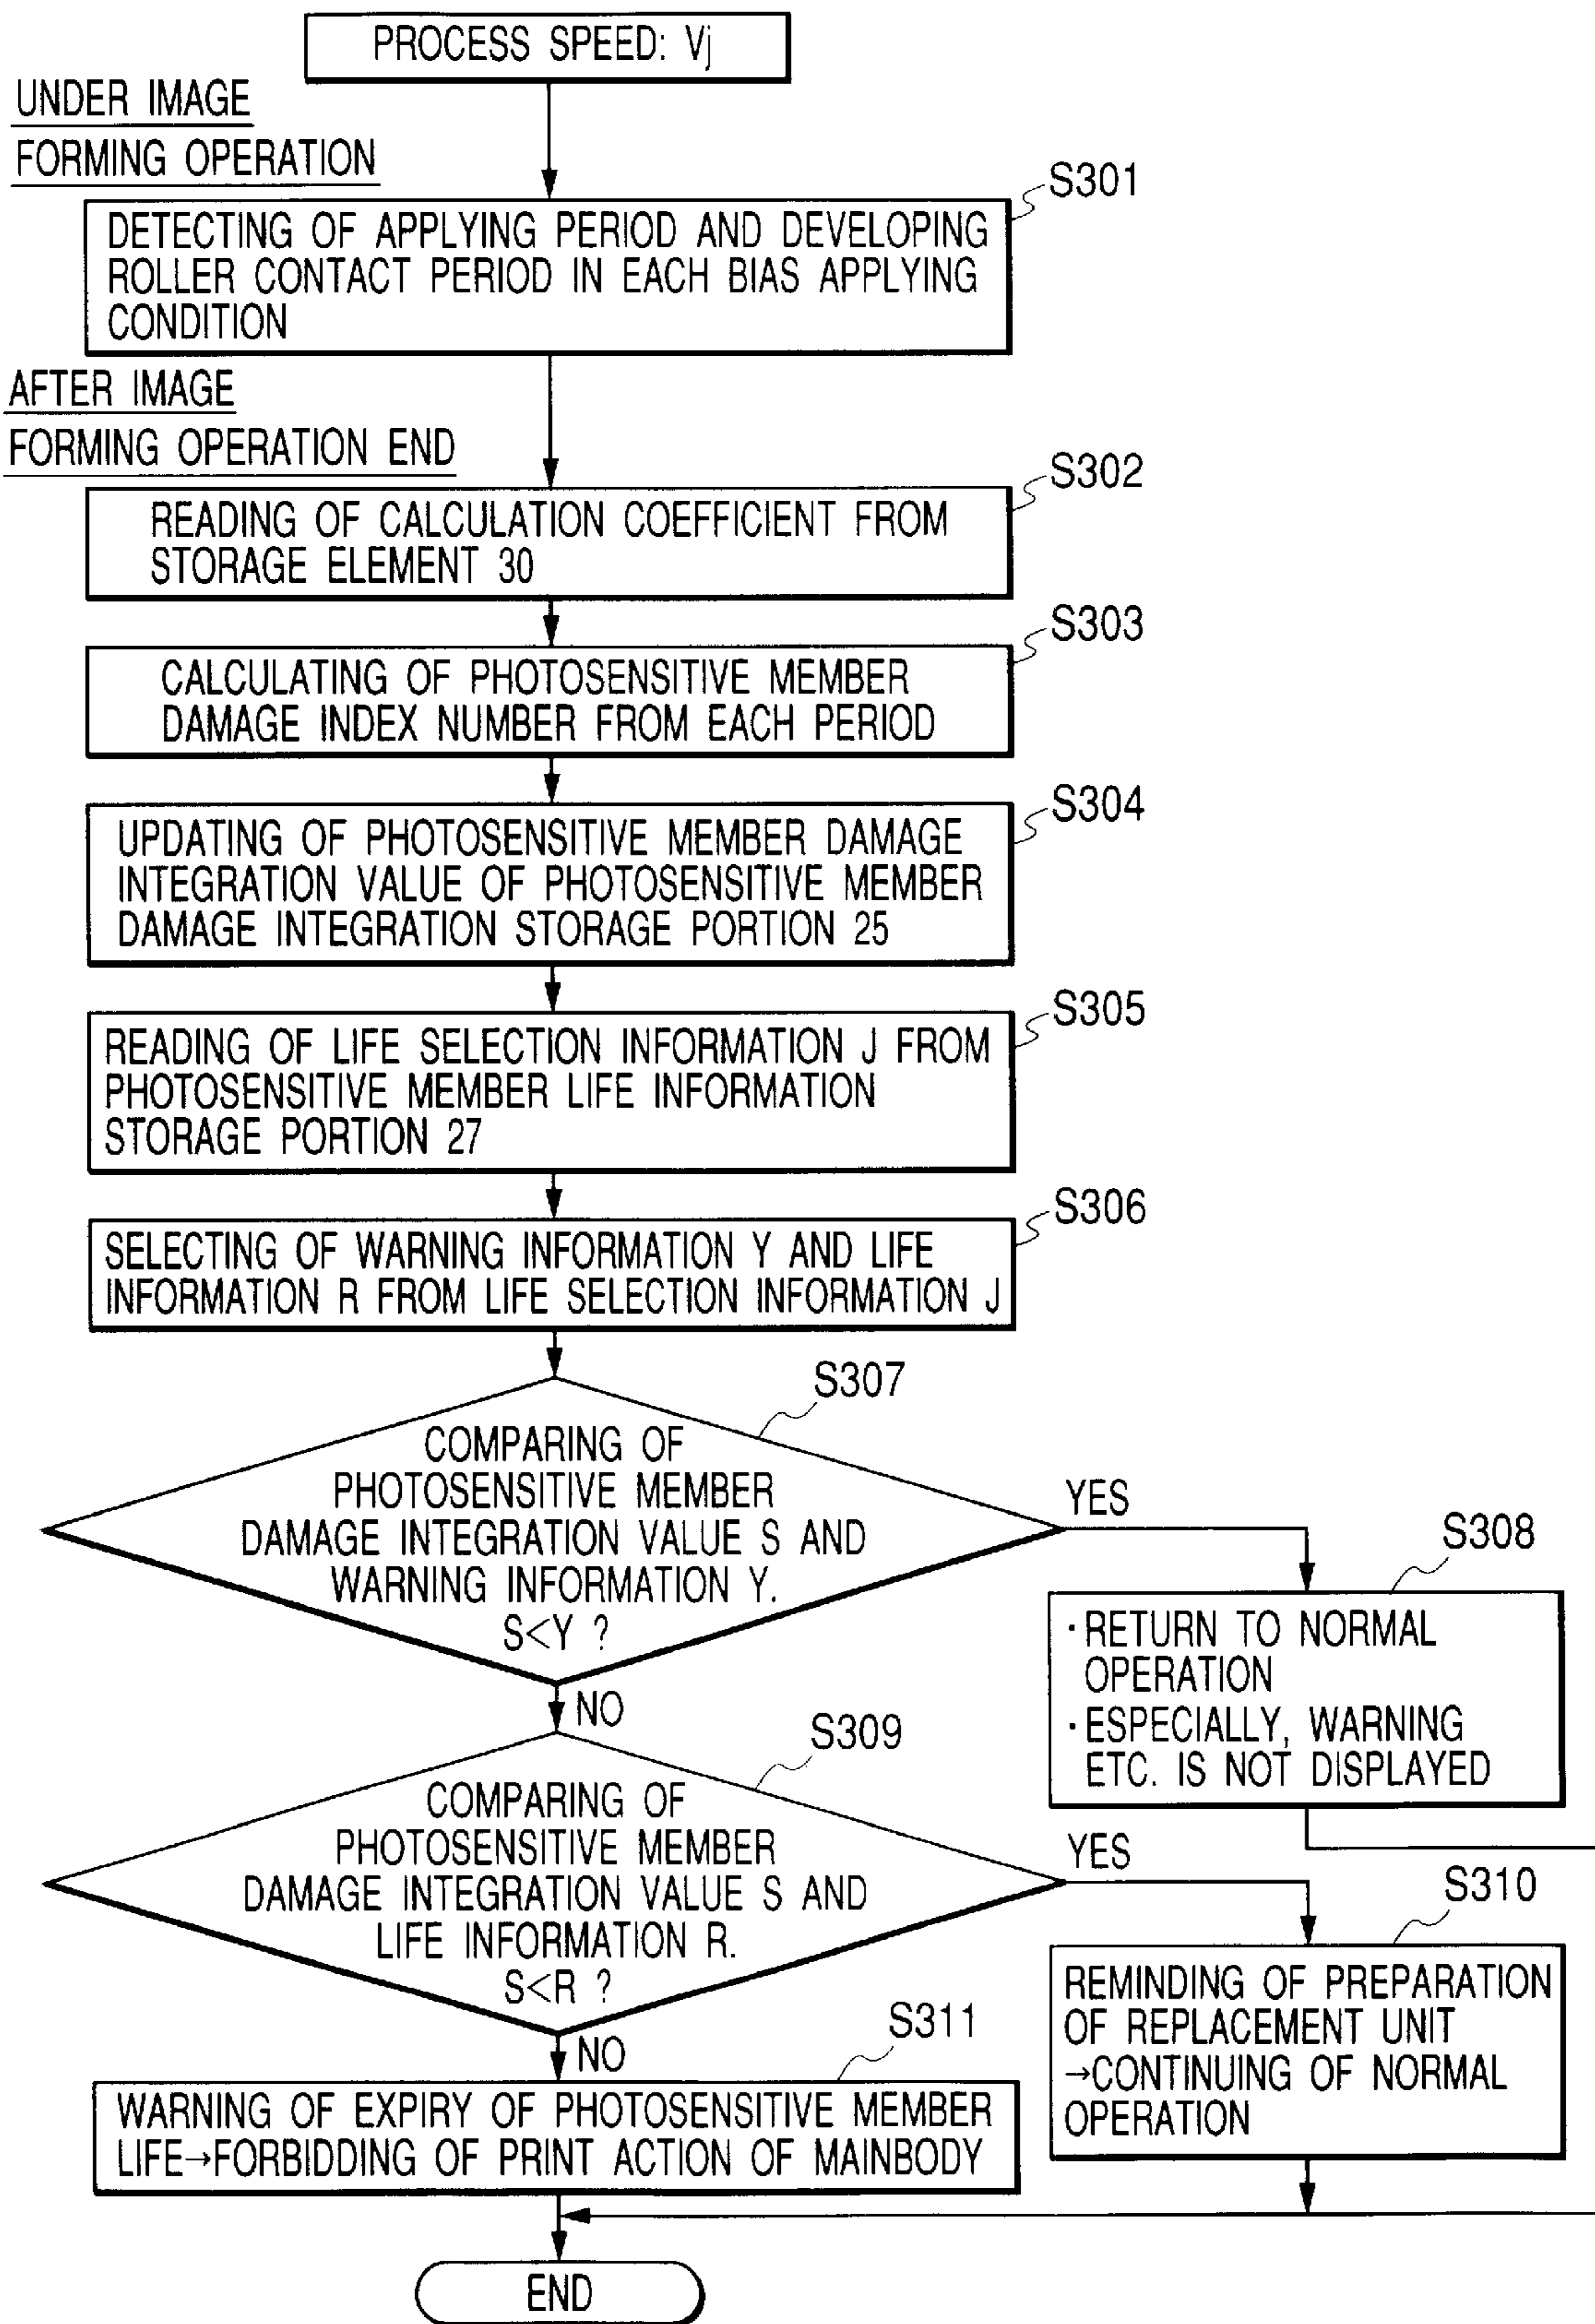 PROCESS SPEED: Vj
UNDER IMAGE
FORMING OPERATION
S301
DETECTING OF APPLYING PERIOD AND DEVELOPING
ROLLER CONTACT PERIOD IN EACH BIAS APPLYING
CONDITION
AFTER IMAGE
FORMING OPERATION END
S302
READING OF CALCULATION COEFFICIENT FROM
STORAGE ELEMENT 30
S303
CALCULATING OF PHOTOSENSITIVE MEMBER
DAMAGE INDEX NUMBER FROM EACH PERIOD
S304
UPDATING OF PHOTOSENSITIVE MEMBER DAMAGE
INTEGRATION VALUE OF PHOTOSENSITIVE MEMBER
DAMAGE INTEGRATION STORAGE PORTION 25
S305
READING OF LIFE SELECTION INFORMATION J FROM
PHOTOSENSITIVE MEMBER LIFE INFORMATION
STORAGE PORTION 27
S306
SELECTING OF WARNING INFORMATION Y AND LIFE
INFORMATION R FROM LIFE SELECTION INFORMATION J
S307
COMPARING OF
PHOTOSENSITIVE MEMBER
DAMAGE INTEGRATION VALUE S AND
WARNING INFORMATION Y.
S<Y ?
YES
S308
· RETURN TO NORMAL
OPERATION
· ESPECIALLY, WARNING
ETC. IS NOT DISPLAYED
NO
S309
COMPARING OF
PHOTOSENSITIVE MEMBER
DAMAGE INTEGRATION VALUE S AND
LIFE INFORMATION R.
S<R ?
YES
S310
REMINDING OF PREPARATION
OF REPLACEMENT UNIT
→CONTINUING OF NORMAL
OPERATION
NO
S311
WARNING OF EXPIRY OF PHOTOSENSITIVE MEMBER
LIFE→FORBIDDING OF PRINT ACTION OF MAINBODY
END